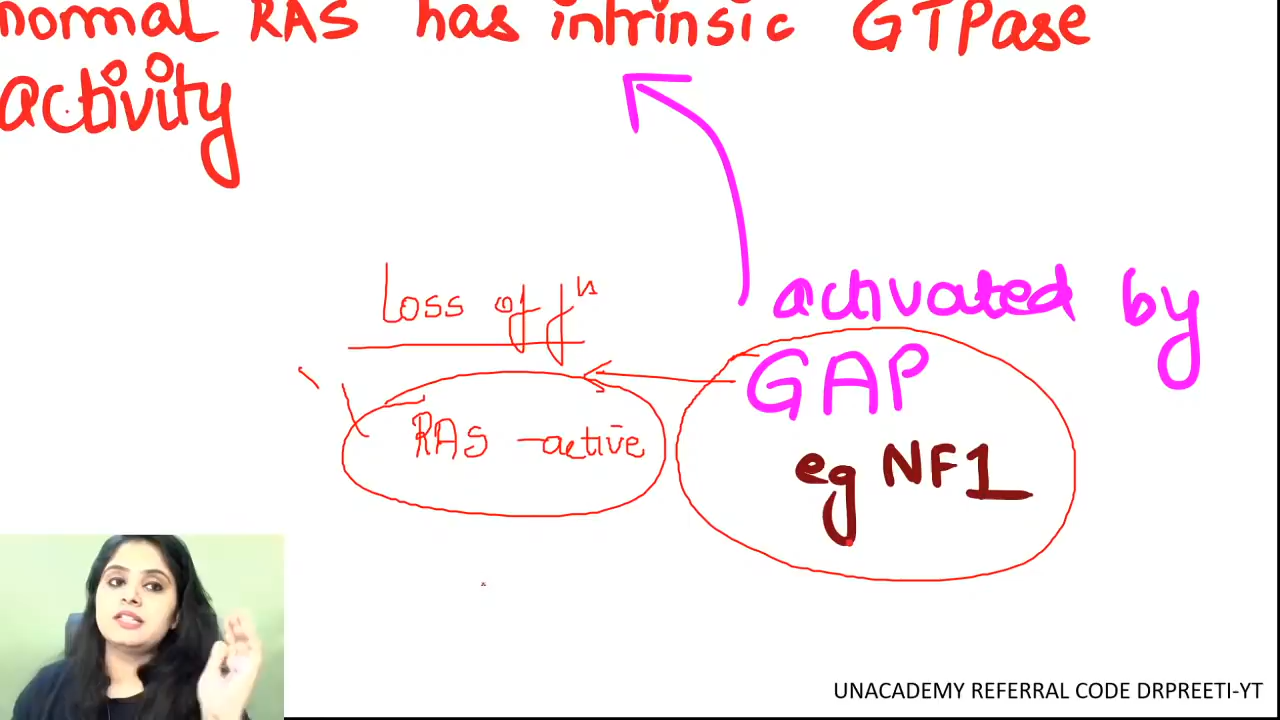 normal RAS has intrinsic GTPase
activity
activated by
GAP
eg NF1
Loss of fn
RAS - active
UNACADEMY REFERRAL CODE DRPREETI-YT